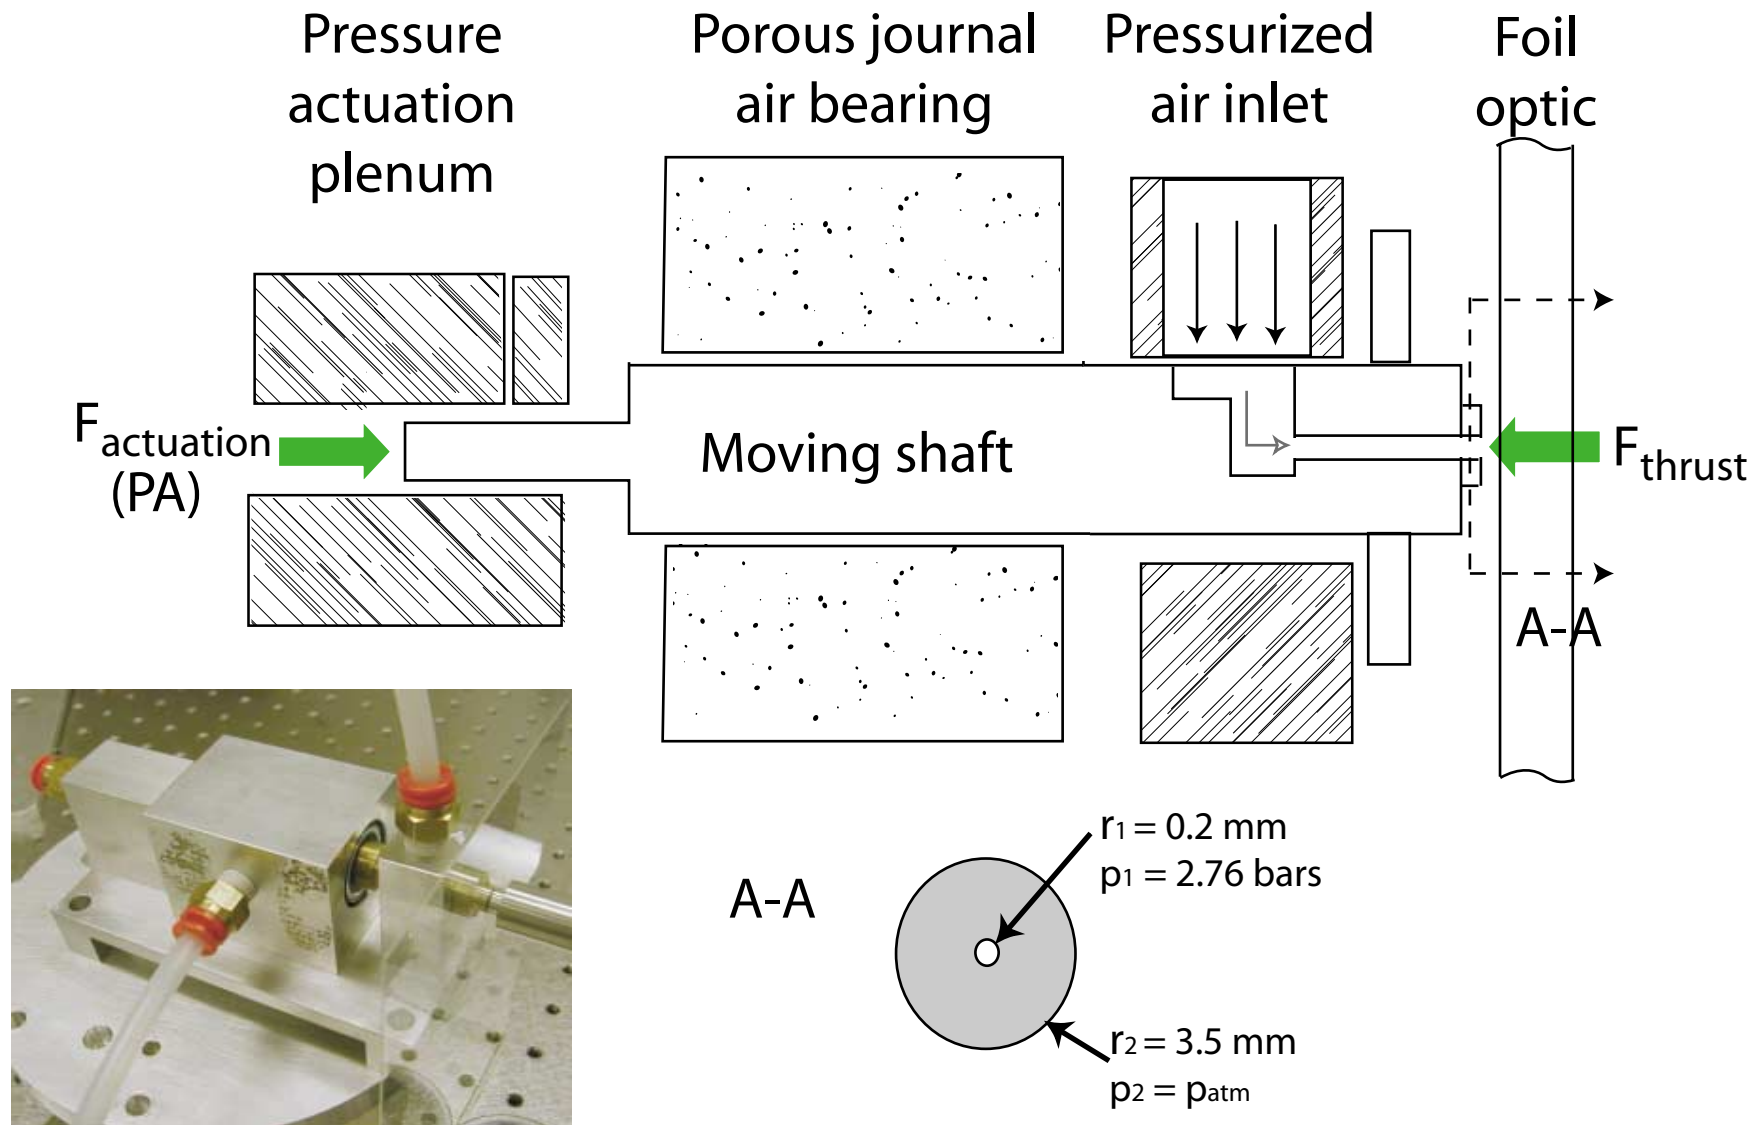 Pressure
actuation
plenum
Porous journal
air bearing
Pressurized
air inlet
Foil
optic
Factuation
(PA)
Moving shaft
Fthrust
A-A
A-A
r1 = 0.2 mm
p1 = 2.76 bars
r2 = 3.5 mm
p2 = patm